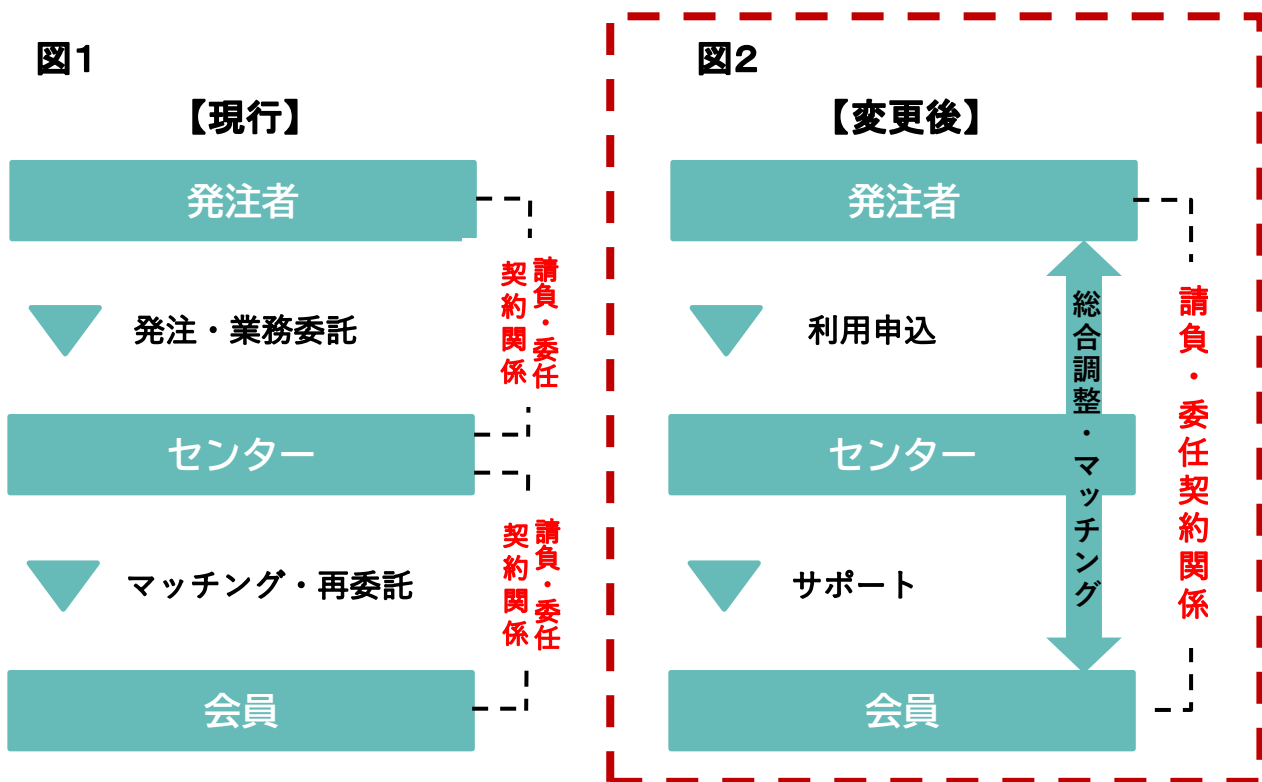 図1
【現行】
発注者
発注・業務委託
請負・委任
契約関係
センター
マッチング・再委託
請負・委任
契約関係
会員
図2
【変更後】
発注者
利用申込
総合調整・マッチング
請負・委任契約関係
センター
サポート
会員